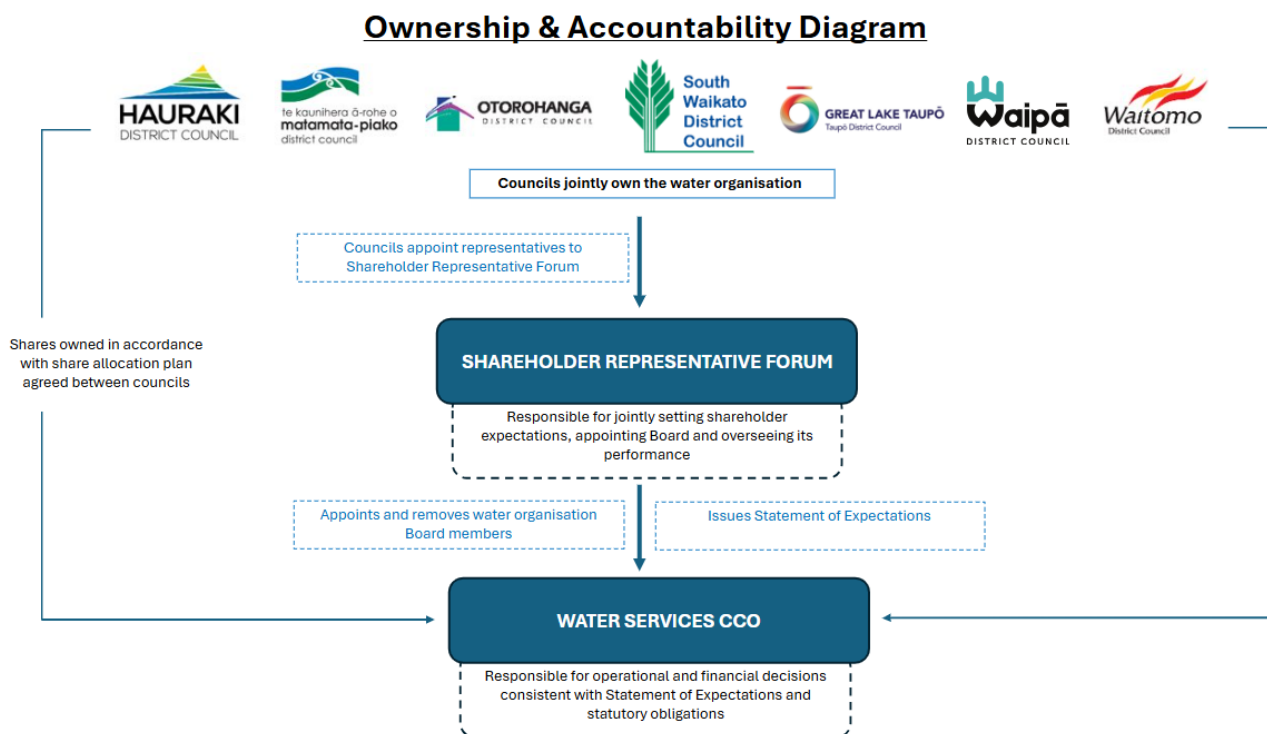 Ownership & Accountability Diagram
HAURAKI
DISTRICT COUNCIL
te kaunihera ā-rohe o
matamata-piako
district council
OTOROHANGA
DISTRICT COUNCIL
South
Waikato
District
Council
GREAT LAKE TAUPŌ
Taupō District Council
Waipā
DISTRICT COUNCIL
Waitomo
District Council
Councils jointly own the water organisation
Councils appoint representatives to
Shareholder Representative Forum
Shares owned in accordance
with share allocation plan
agreed between councils
SHAREHOLDER REPRESENTATIVE FORUM
Responsible for jointly setting shareholder
expectations, appointing Board and overseeing its
performance
Appoints and removes water organisation
Board members
Issues Statement of Expectations
WATER SERVICES CCO
Responsible for operational and financial decisions
consistent with Statement of Expectations and
statutory obligations